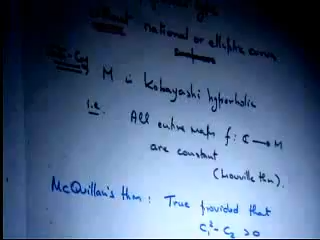 without rational or elliptic curves
M is Kobayashi hyperbolic
i.e. All entire maps f: ℂ → M
are constant
(Liouville thm).
McQuillan's thm: True provided that
C₁² - C₂ > 0